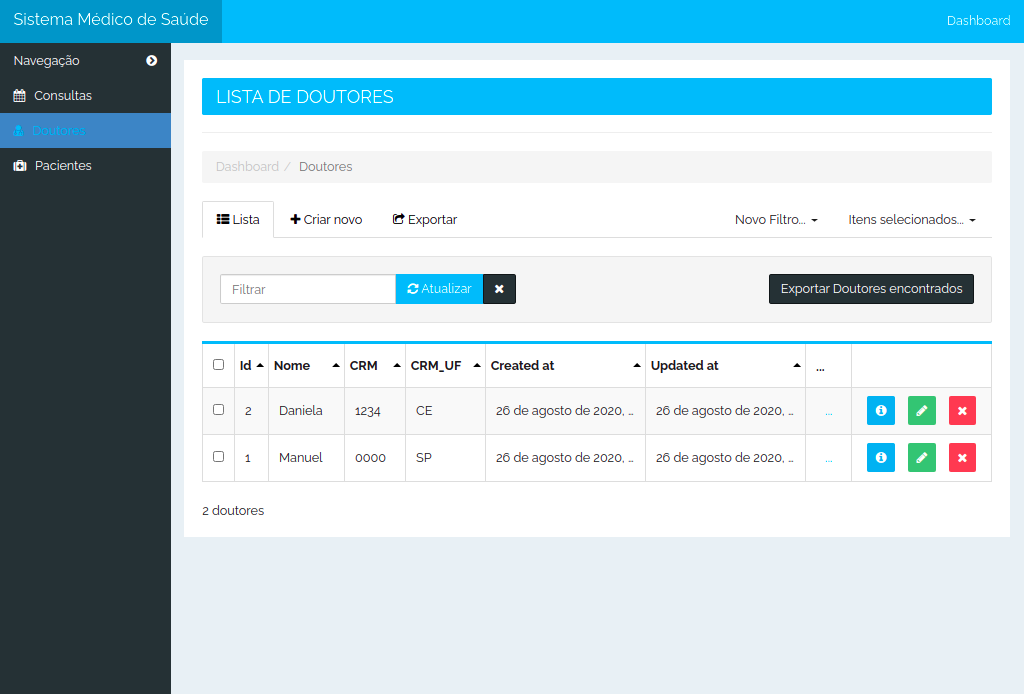 Sistema Médico de Saúde
Dashboard
Navegação
Consultas
Doutores
Pacientes
LISTA DE DOUTORES
Dashboard / Doutores
Lista
Criar novo
Exportar
Novo Filtro...
Itens selecionados...
Filtrar
Atualizar
Exportar Doutores encontrados
Id Nome CRM CRM_UF Created at Updated at ...
2 Daniela 1234 CE 26 de agosto de 2020, ... 26 de agosto de 2020, ... ...
1 Manuel 0000 SP 26 de agosto de 2020, ... 26 de agosto de 2020, ... ...
2 doutores